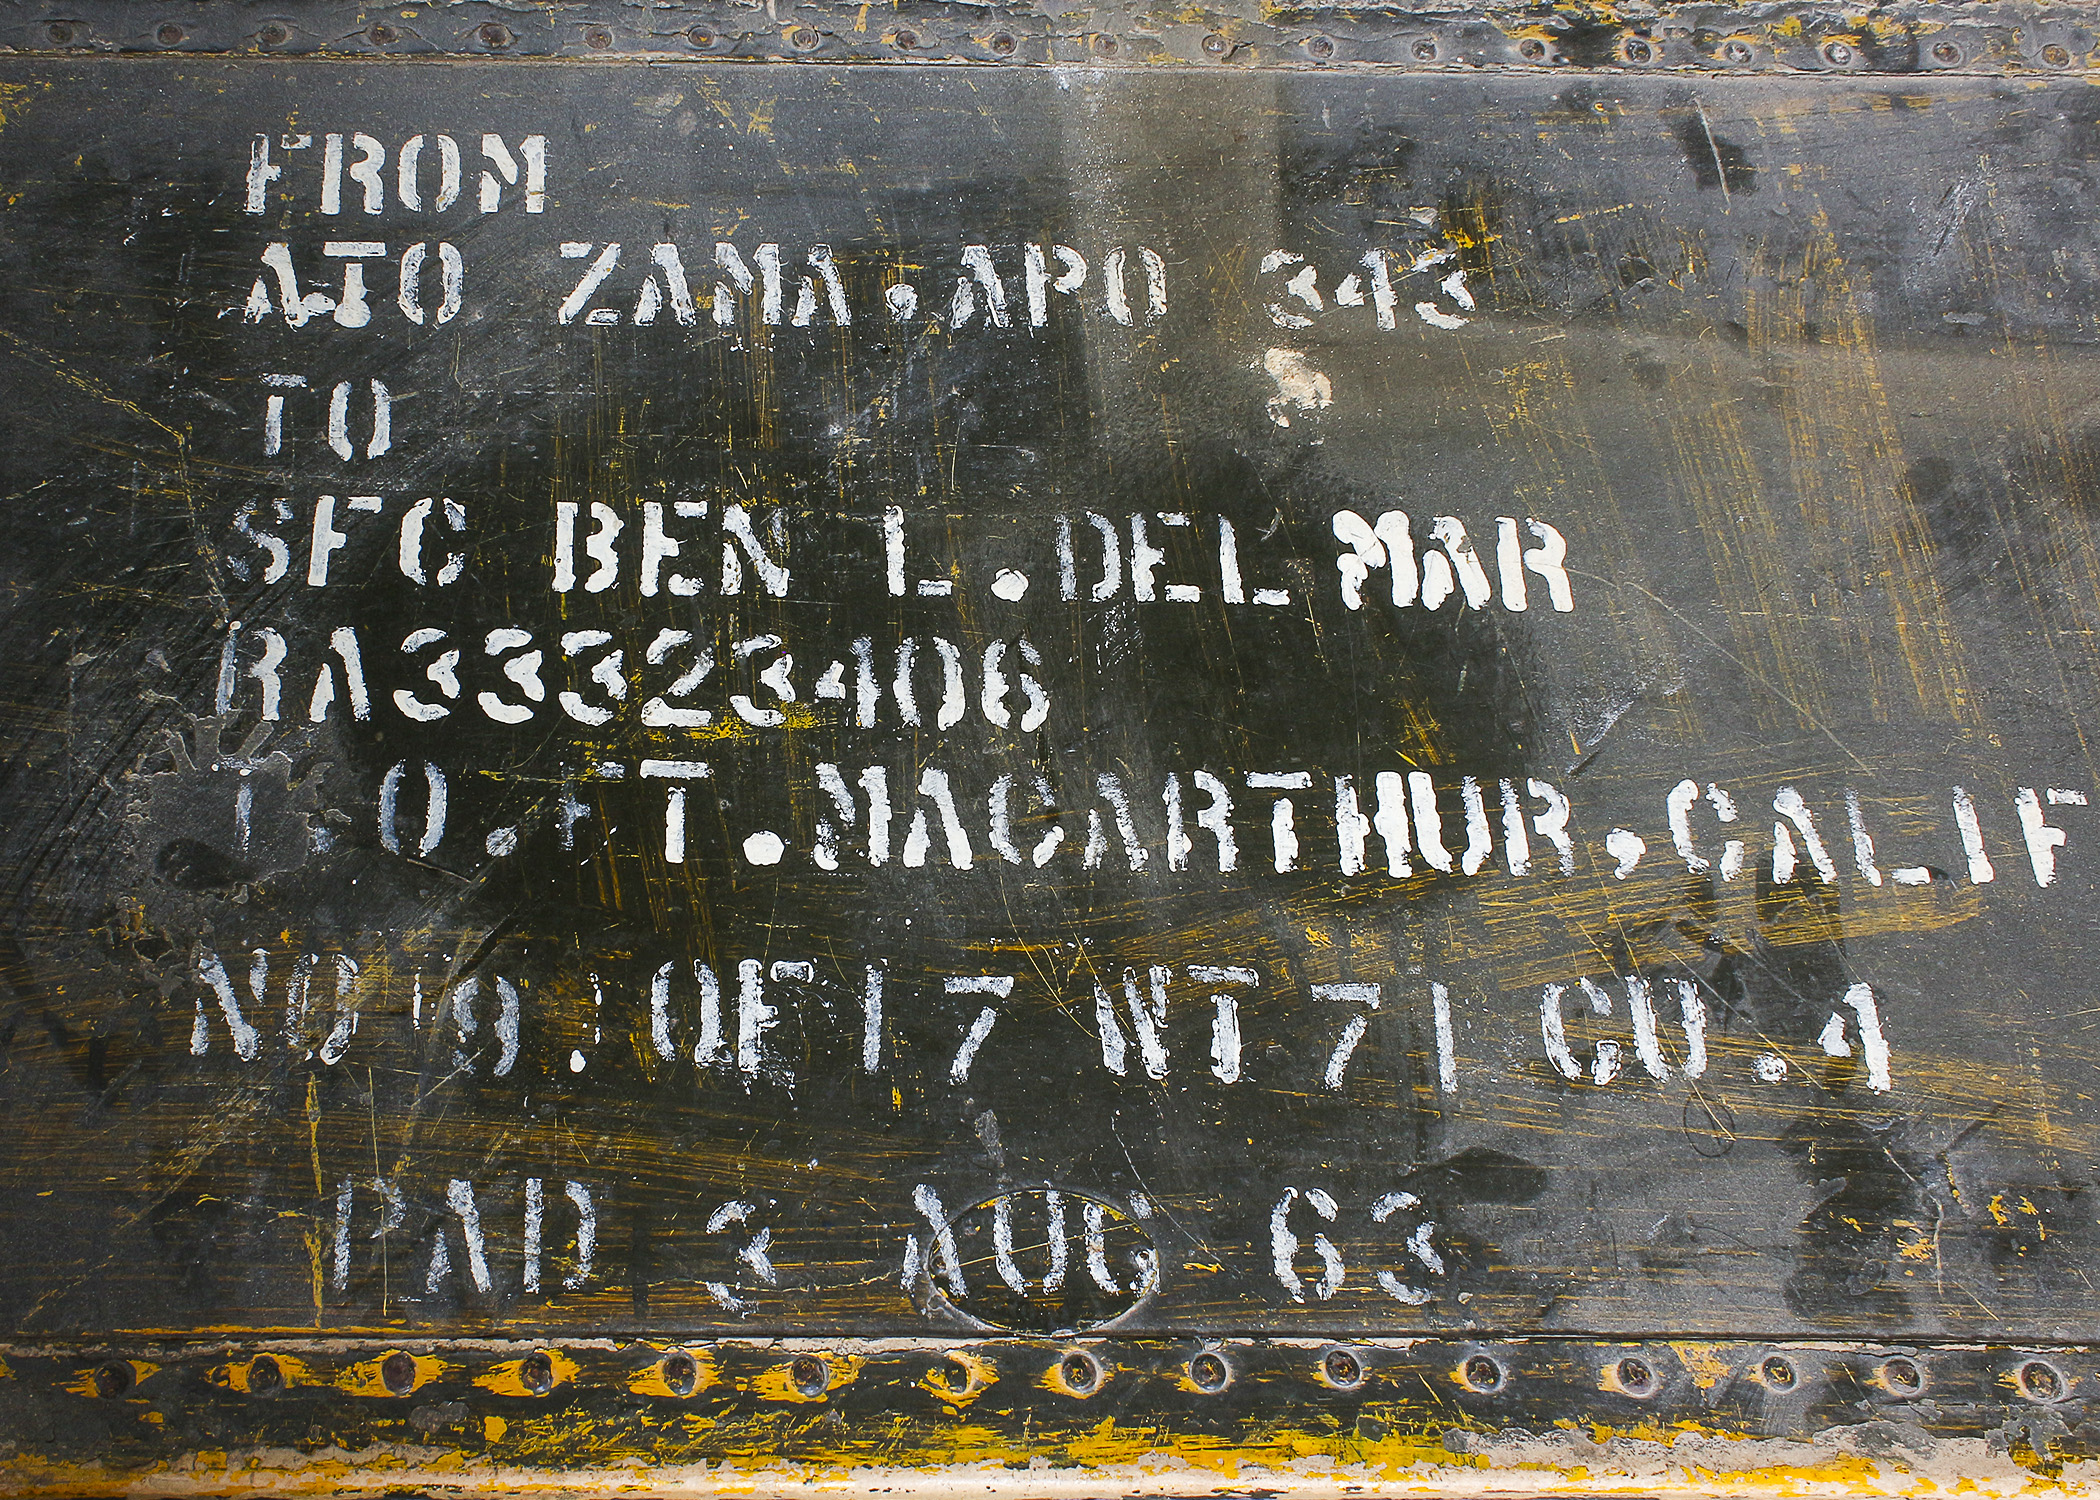 FROM
ATO ZAMA.APO 343
TO
SFC BEN L.DEL MAR
RA33323406
T.O.FT.MACARTHUR.CALIF
NO 9 OF 17 WT 71 CU.4
PAD 3 AUG 63